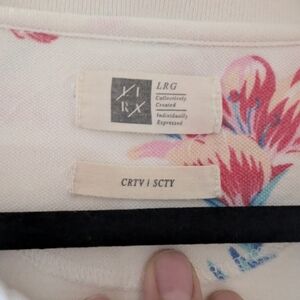 LRG
Collectively
Created
Individually
Expressed
CRTV | SCTY